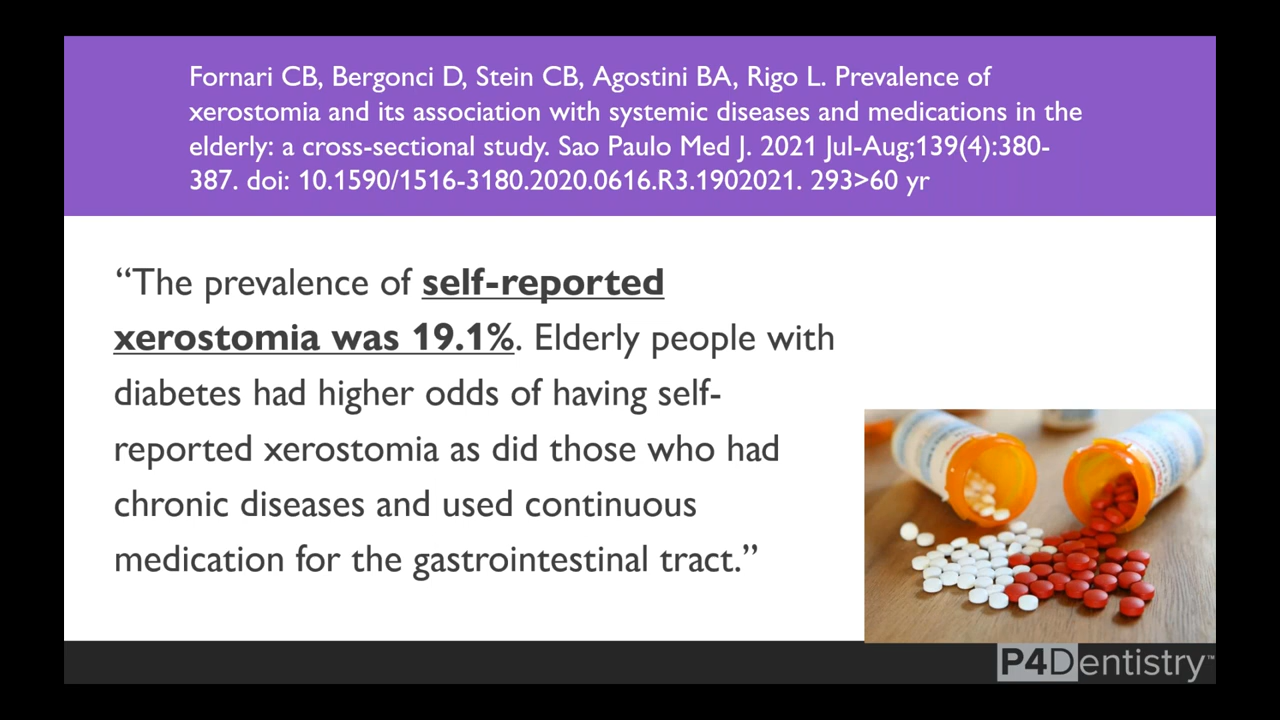 Fornari CB, Bergonci D, Stein CB, Agostini BA, Rigo L. Prevalence of
xerostomia and its association with systemic diseases and medications in the
elderly: a cross-sectional study. Sao Paulo Med J. 2021 Jul-Aug;139(4):380-
387. doi: 10.1590/1516-3180.2020.0616.R3.1902021. 293>60 yr
“The prevalence of self-reported
xerostomia was 19.1%. Elderly people with
diabetes had higher odds of having self-
reported xerostomia as did those who had
chronic diseases and used continuous
medication for the gastrointestinal tract.”
P4Dentistry™